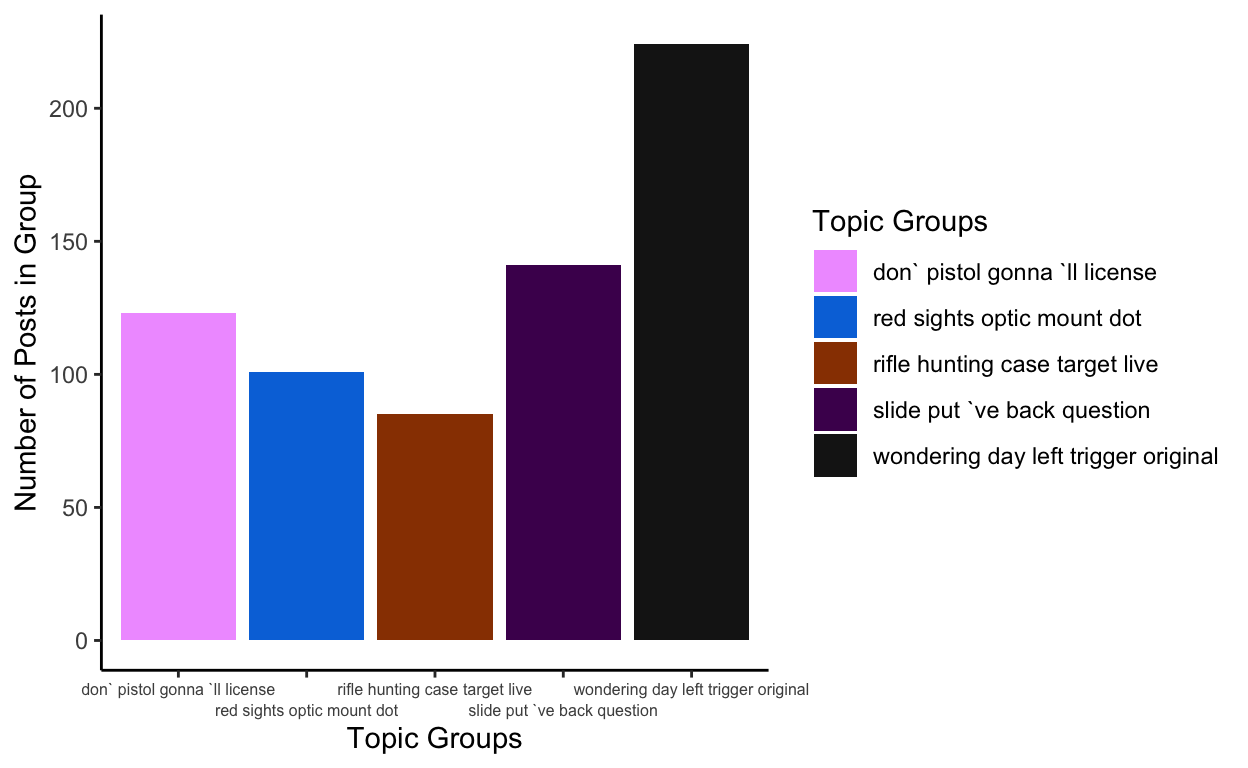 Number of Posts in Group
200
150
100
50
0
don` pistol gonna `ll license
red sights optic mount dot
rifle hunting case target live
slide put `ve back question
wondering day left trigger original
Topic Groups
Topic Groups
don` pistol gonna `ll license
red sights optic mount dot
rifle hunting case target live
slide put `ve back question
wondering day left trigger original